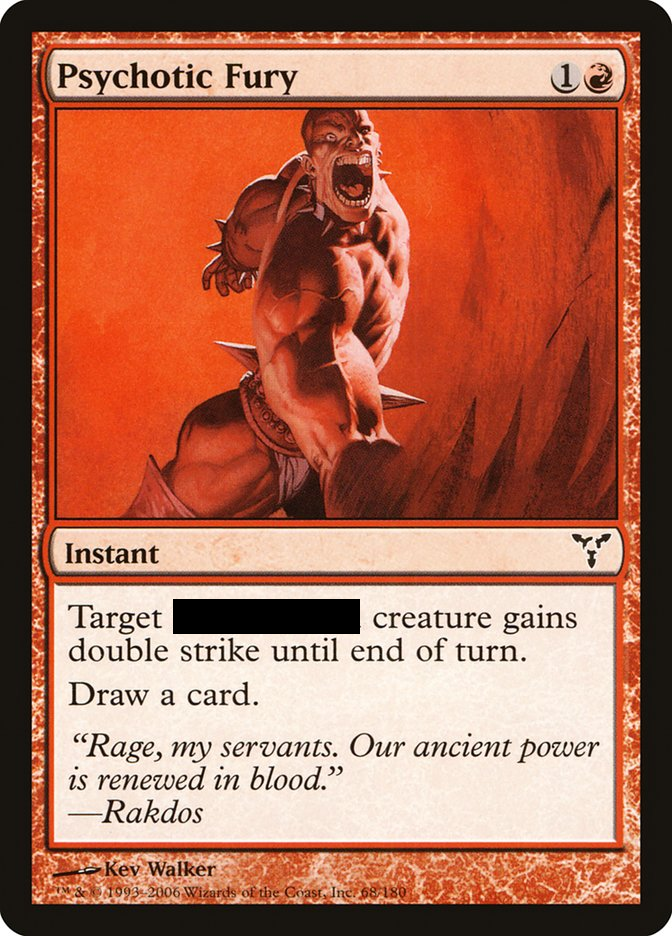 Psychotic Fury 1
Instant
Target creature gains
double strike until end of turn.
Draw a card.
“Rage, my servants. Our ancient power
is renewed in blood.”
—Rakdos
Kev Walker
™ & © 1993–2006 Wizards of the Coast, Inc. 68/180